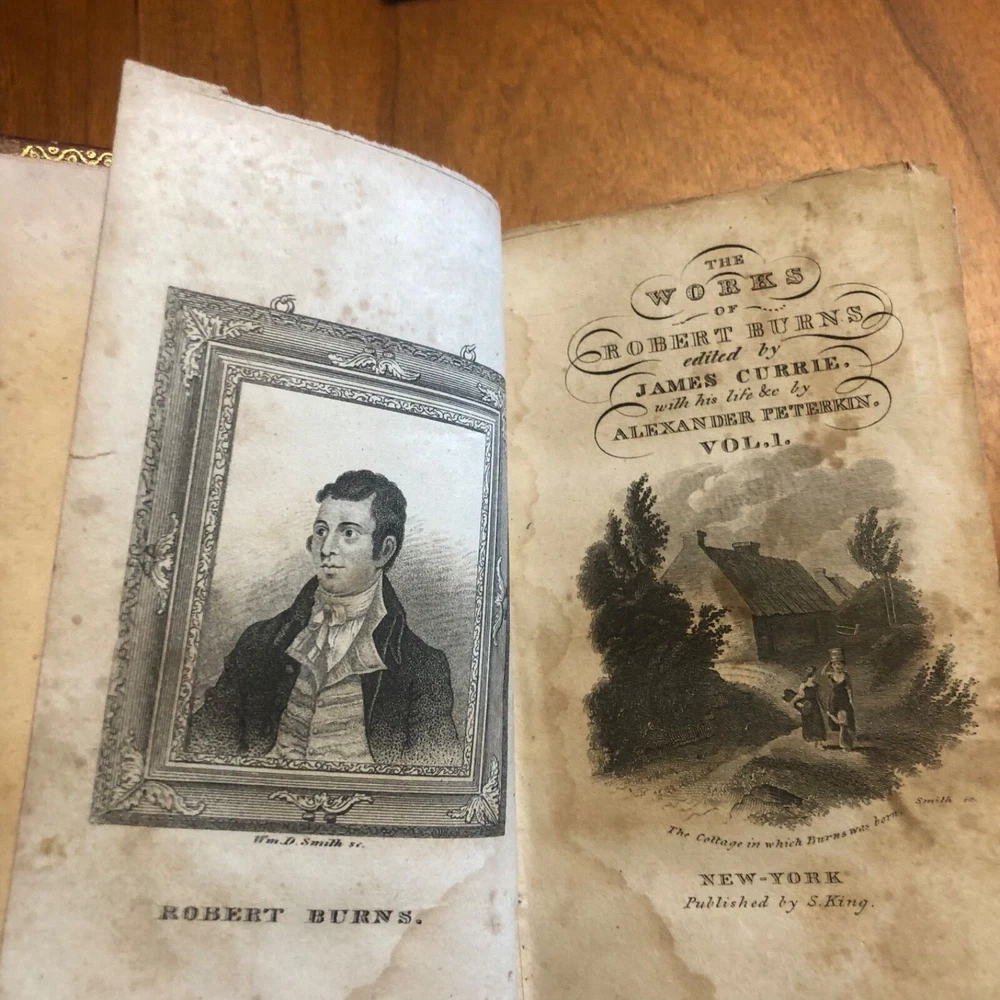 Wm. D. Smith sc.
ROBERT BURNS.
THE
WORKS
OF
ROBERT BURNS
edited by
JAMES CURRIE,
with his life &c by
ALEXANDER PETERKIN.
VOL.1.
Smith sc.
The Cottage in which Burns was born.
NEW-YORK
Published by S. King.